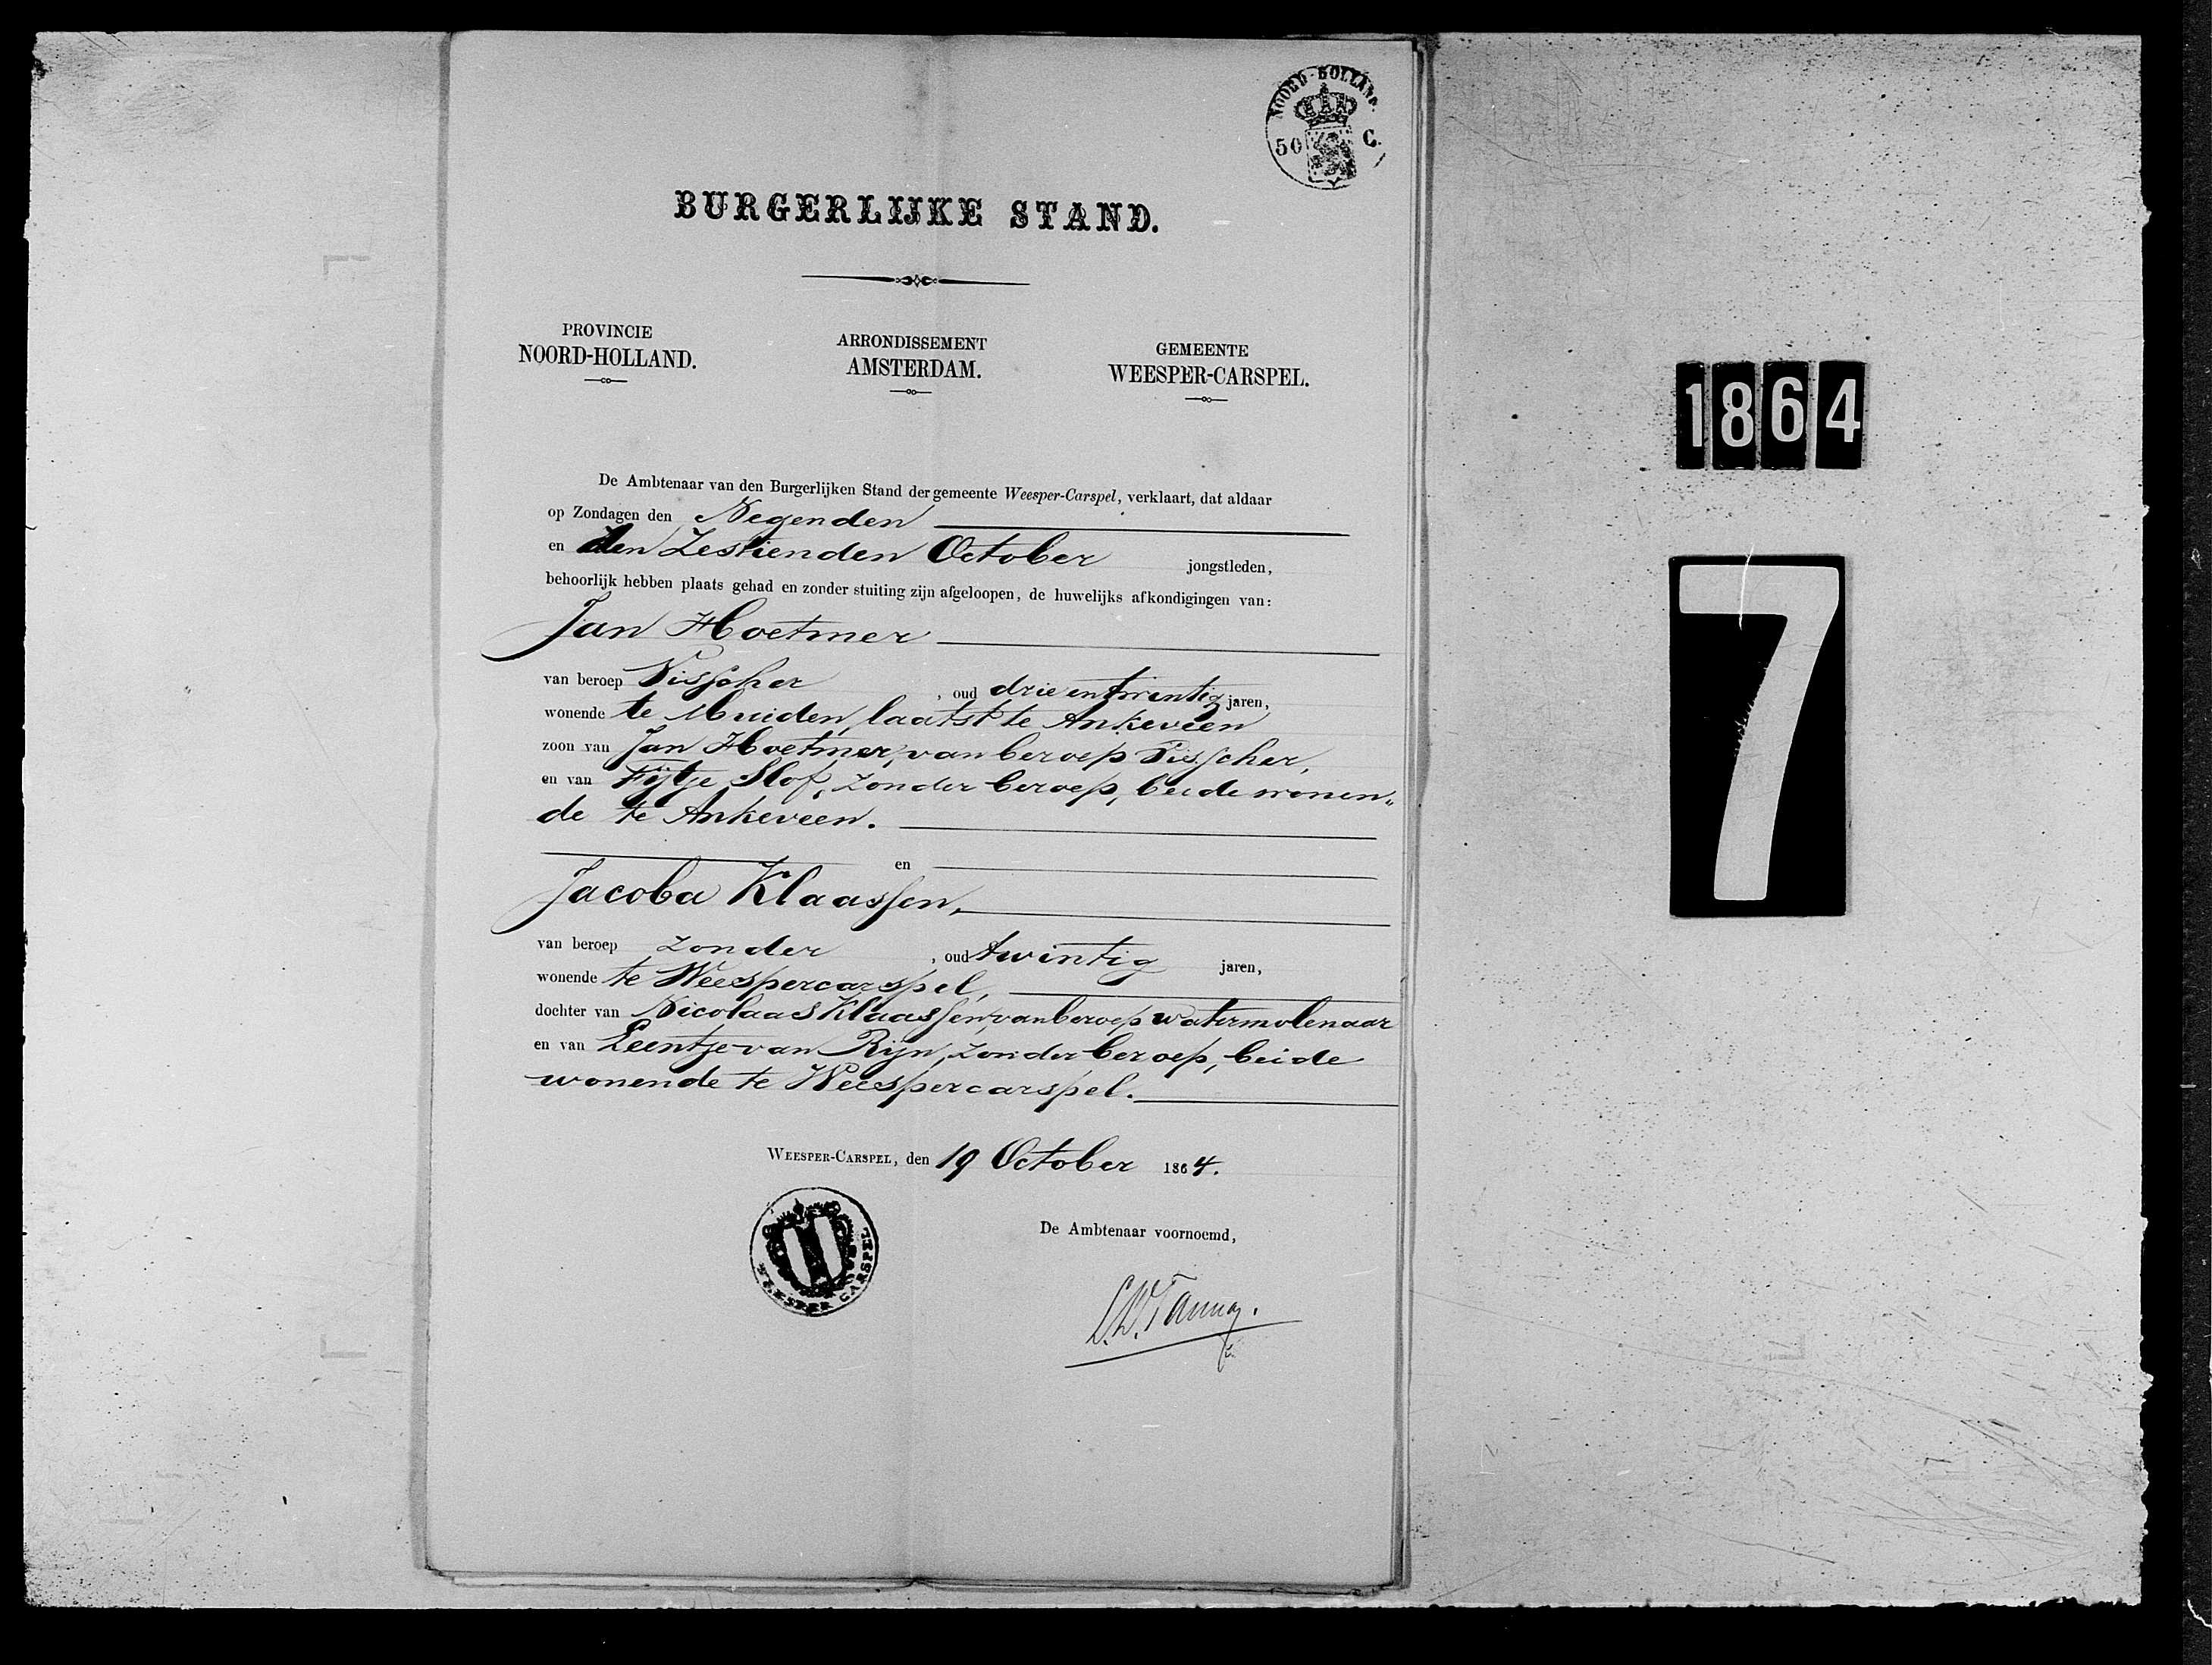 NOORD-HOLLAND.
50 C.
BURGERLIJKE STAND.
PROVINCIE
NOORD-HOLLAND.
ARRONDISSEMENT
AMSTERDAM.
GEMEENTE
WEESPER-CARSPEL.
De Ambtenaar van den Burgerlijken Stand der gemeente Weesper-Carspel, verklaart, dat aldaar
op Zondagen den Negenden
en den Zestienden October jongstleden,
behoorlijk hebben plaats gehad en zonder stuiting zijn afgeloopen, de huwelijks afkondigingen van:
Jan Hoetmer
van beroep Visscher, oud drie en twintig jaren,
wonende te Muiden, laatst te Ankeveen
zoon van Jan Hoetmer, van beroep Visscher,
en van Fijtje Slof, zonder beroep, beide wonen„
de te Ankeveen.
en
Jacoba Klaassen,
van beroep zonder, oud twintig jaren,
wonende te Weespercarspel,
dochter van Nicolaas Klaassen, van beroep watermolenaar
en van Leentje van Rijn, zonder beroep, beide
wonende te Weespercarspel.
WEESPER-CARSPEL, den 19 October 1864.
De Ambtenaar voornoemd,
WEESPER CARSPEL
1864
7